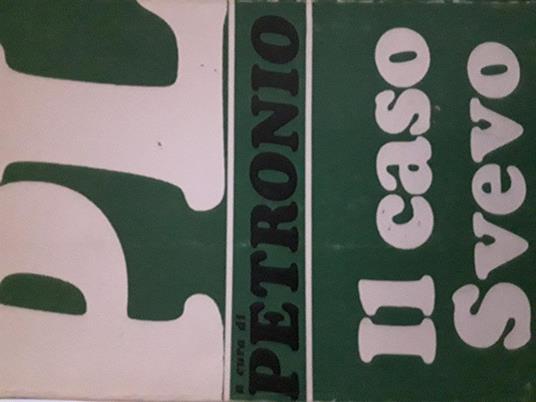 PL
a cura di
PETRONIO
Il caso
Svevo